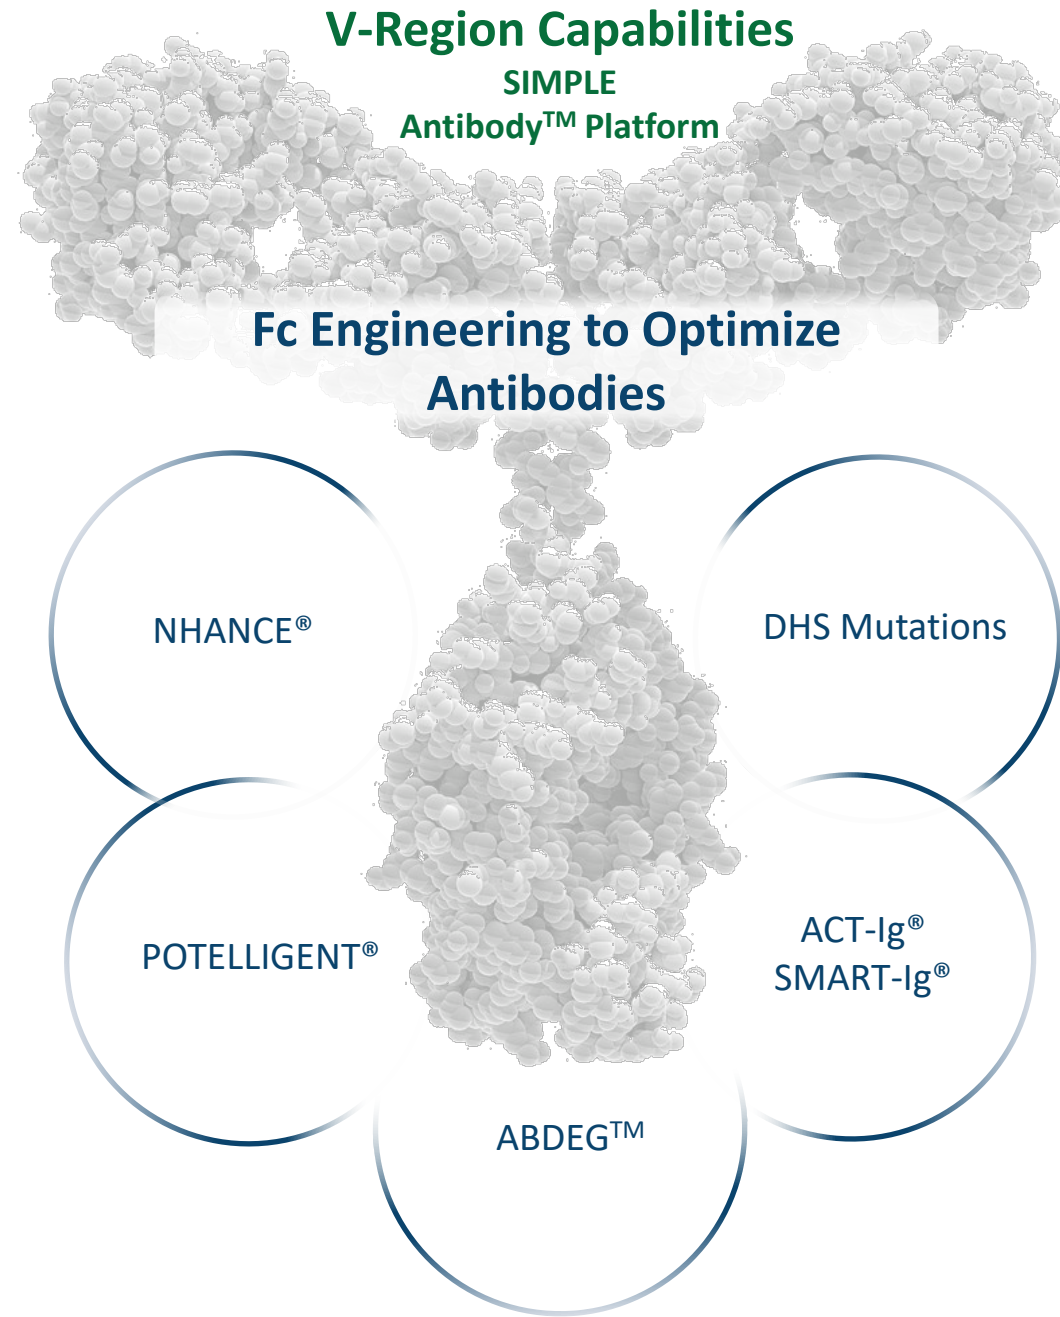 V-Region Capabilities
SIMPLE
Antibody™ Platform
Fc Engineering to Optimize
Antibodies
NHANCE®
DHS Mutations
POTELLIGENT®
ACT-Ig®
SMART-Ig®
ABDEG™